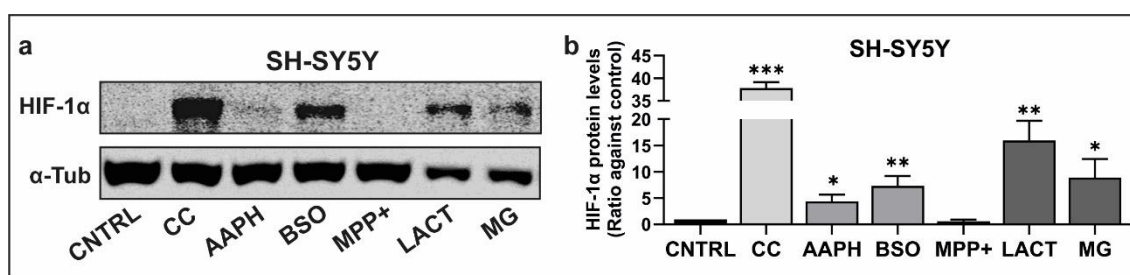 a
SH-SY5Y
HIF-1α
α-Tub
CNTRL CC AAPH BSO MPP+ LACT MG
b
SH-SY5Y
HIF-1α protein levels
(Ratio against control)
45
40
35
20
15
10
5
0
***
*
**
**
*
CNTRL CC AAPH BSO MPP+ LACT MG